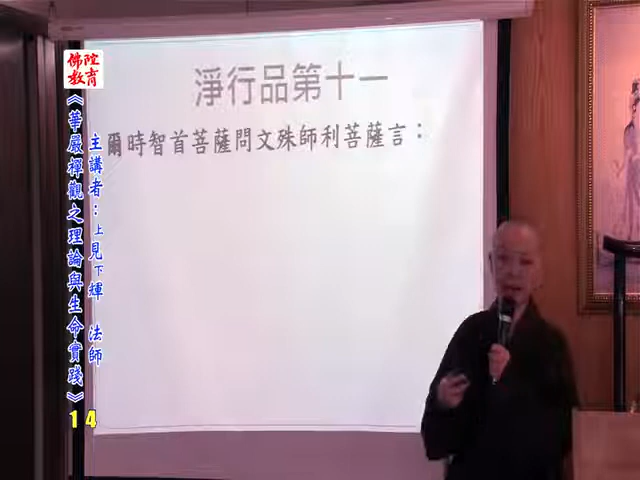 佛陀
教育
《華嚴禪觀之理論與生命實踐》14
主講者：上見下輝 法師
淨行品第十一
爾時智首菩薩問文殊師利菩薩言：